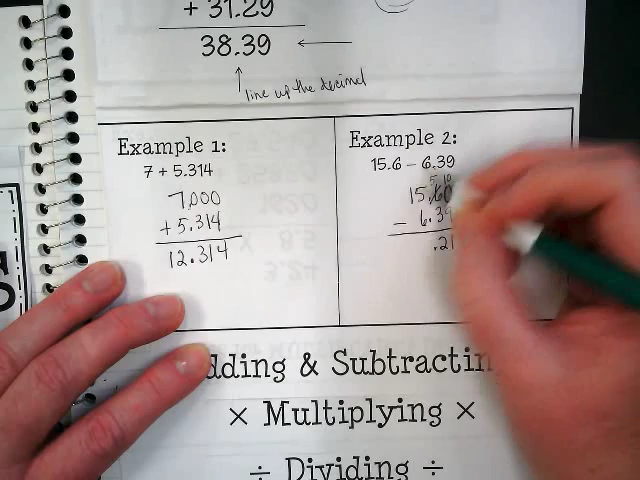 + 31.29
38.39
line up the decimal
Example 1:
7 + 5.314
7.000
+ 5.314
12.314
Example 2:
15.6 − 6.39
5 10
15.60
− 6.39
.21
dding & Subtractin
× Multiplying ×
÷ Dividing ÷